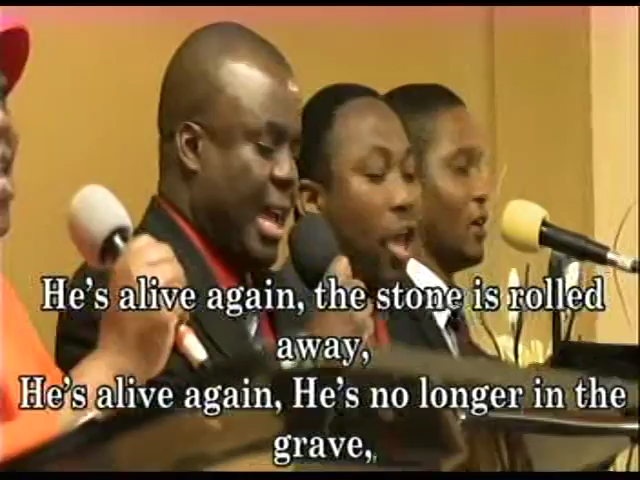 He's alive again, the stone is rolled
away,
He's alive again, He's no longer in the
grave,